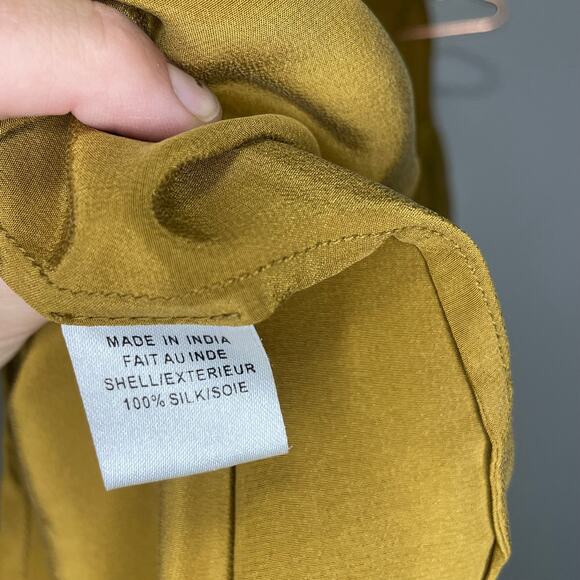 MADE IN INDIA
FAIT AU INDE
SHELL/EXTERIEUR
100% SILK/SOIE